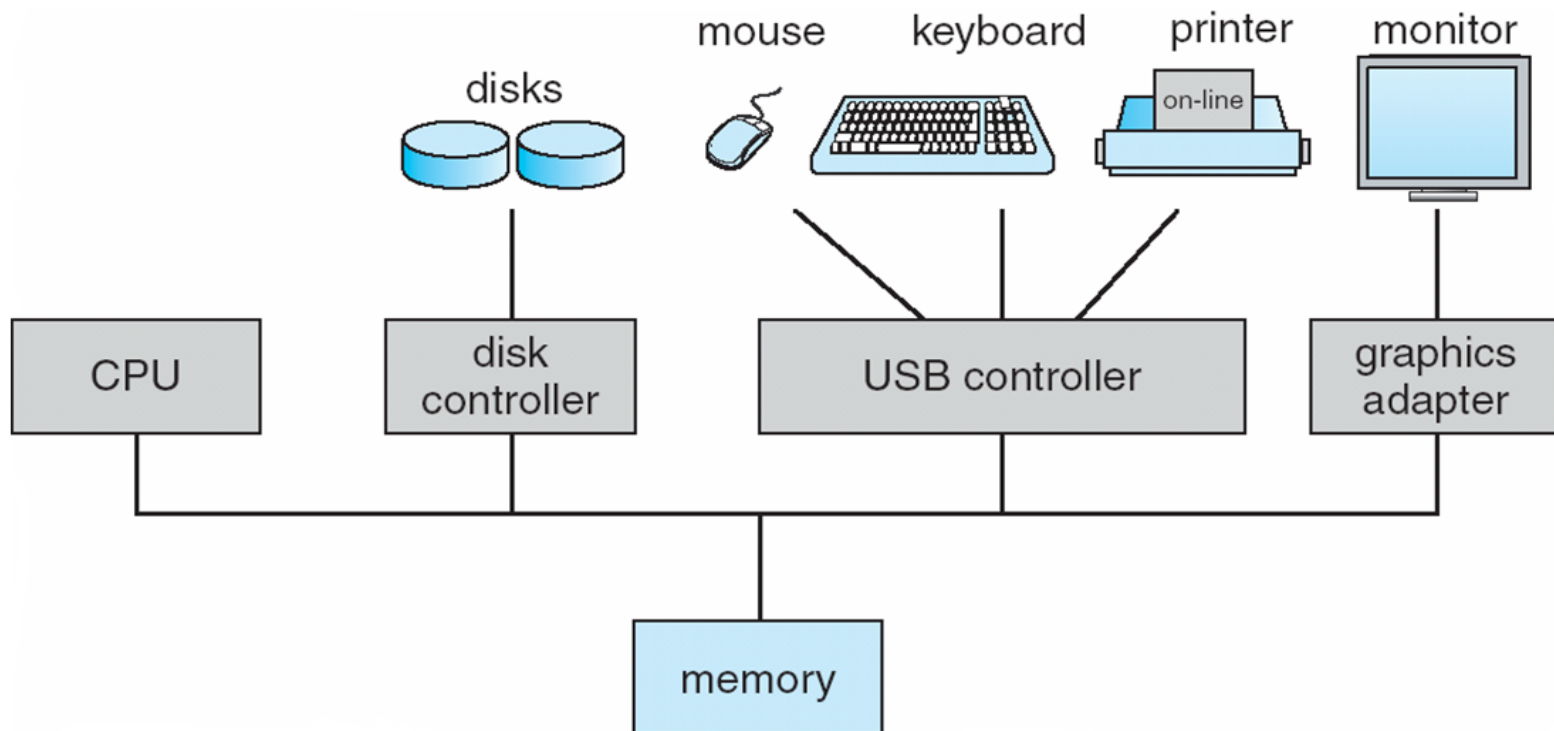 mouse
keyboard
printer
monitor
disks
on-line
CPU
disk
controller
USB controller
graphics
adapter
memory